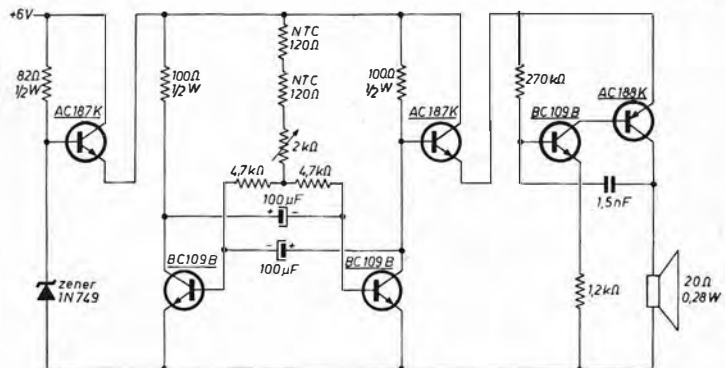 +6V
82Ω
1/2W
AC187K
zener
1N749
100Ω
1/2W
NTC
120Ω
NTC
120Ω
2kΩ
4,7kΩ
4,7kΩ
100µF
+
-
-
+
100µF
BC109B
BC109B
100Ω
1/2W
AC187K
270kΩ
BC109B
AC188K
1,5nF
1,2kΩ
20Ω
0,28W